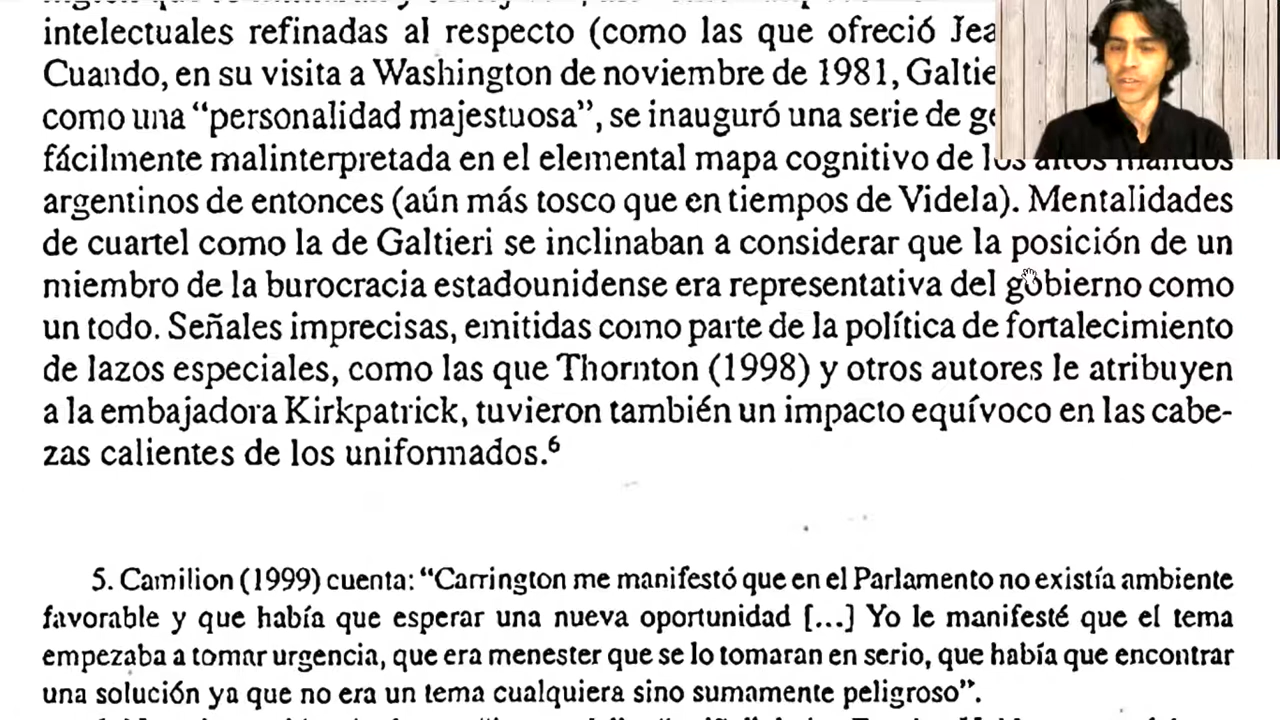 intelectuales refinadas al respecto (como las que ofreció Jea
Cuando, en su visita a Washington de noviembre de 1981, Galtie
como una “personalidad majestuosa”, se inauguró una serie de ge
fácilmente malinterpretada en el elemental mapa cognitivo de los altos mandos
argentinos de entonces (aún más tosco que en tiempos de Videla). Mentalidades
de cuartel como la de Galtieri se inclinaban a considerar que la posición de un
miembro de la burocracia estadounidense era representativa del gobierno como
un todo. Señales imprecisas, emitidas como parte de la política de fortalecimiento
de lazos especiales, como las que Thornton (1998) y otros autores le atribuyen
a la embajadora Kirkpatrick, tuvieron también un impacto equívoco en las cabe-
zas calientes de los uniformados.⁶
5. Camilion (1999) cuenta: “Carrington me manifestó que en el Parlamento no existía ambiente
favorable y que había que esperar una nueva oportunidad [...] Yo le manifesté que el tema
empezaba a tomar urgencia, que era menester que se lo tomaran en serio, que había que encontrar
una solución ya que no era un tema cualquiera sino sumamente peligroso”.